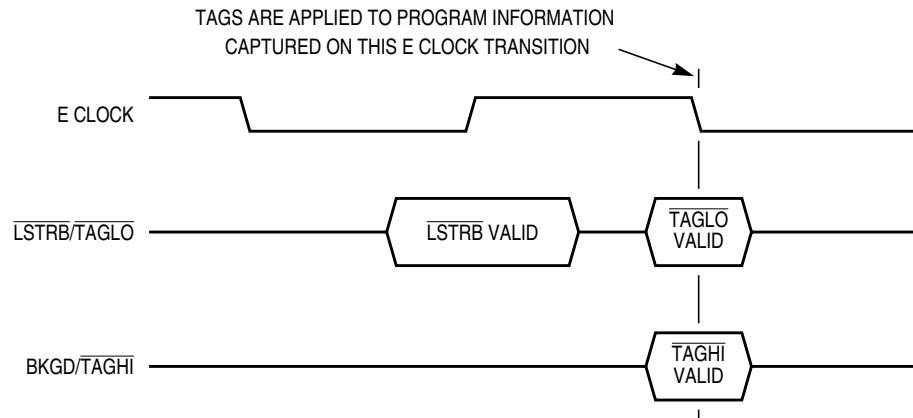 TAGS ARE APPLIED TO PROGRAM INFORMATION
CAPTURED ON THIS E CLOCK TRANSITION
E CLOCK
LSTRB/TAGLO
LSTRB VALID
TAGLO
VALID
BKGD/TAGHI
TAGHI
VALID